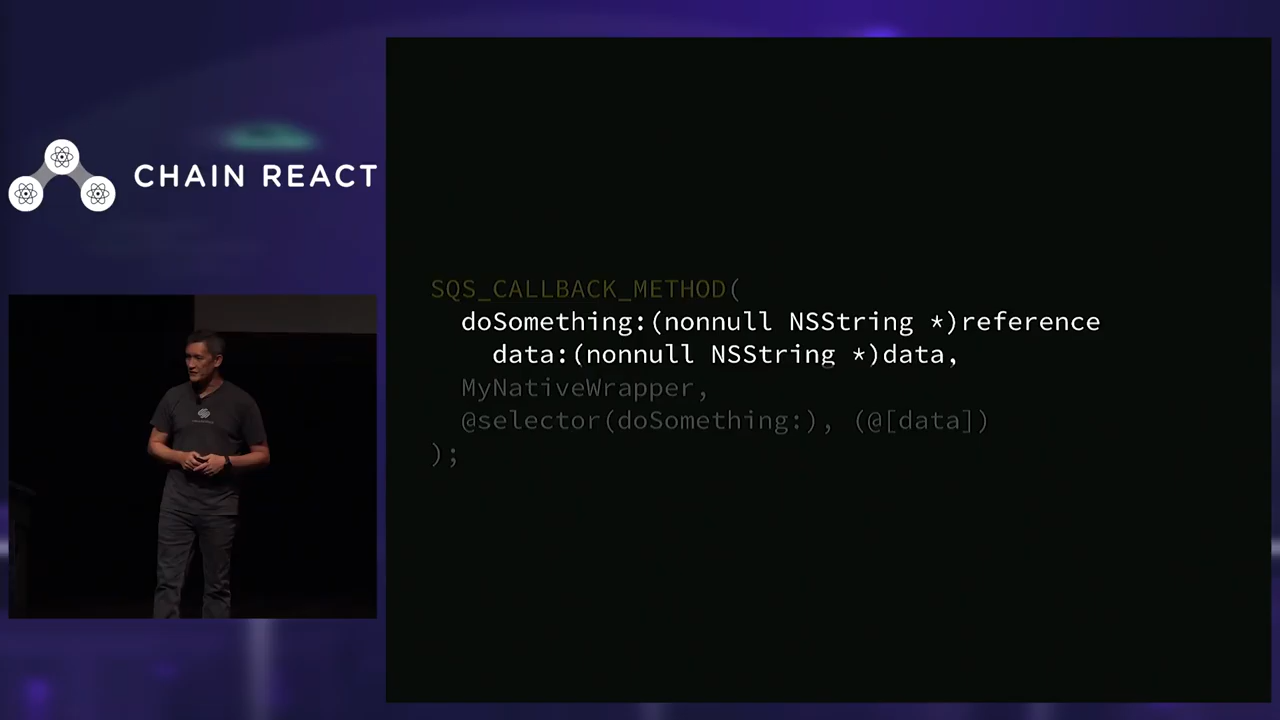 CHAIN REACT
SQS_CALLBACK_METHOD(
doSomething:(nonnull NSString *)reference
data:(nonnull NSString *)data,
MyNativeWrapper,
@selector(doSomething:), (@[data])
);